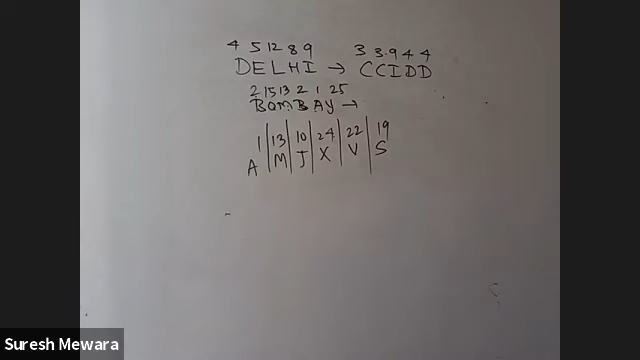 4 5 12 8 9 3 3 9 4 4
DELHI → CCIDD
2 15 13 2 1 25
BOMBAY →
1 | 13 | 10 | 24 | 22 | 19
A | M | J | X | V | S
Suresh Mewara